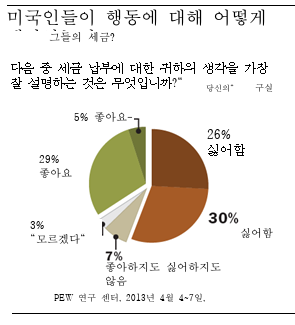 미국인들이 행동에 대해 어떻게
그들의 세금?
다음 중 세금 납부에 대한 귀하의 생각을 가장
잘 설명하는 것은 무엇입니까?"
당신의" 구실
5% 좋아요-
26%
싫어함
29%
좋아요
3%
“모르겠다”
30%
싫어함
7%
좋아하지도 싫어하지도
않음
PEW 연구 센터, 2013년 4월 4~7일.